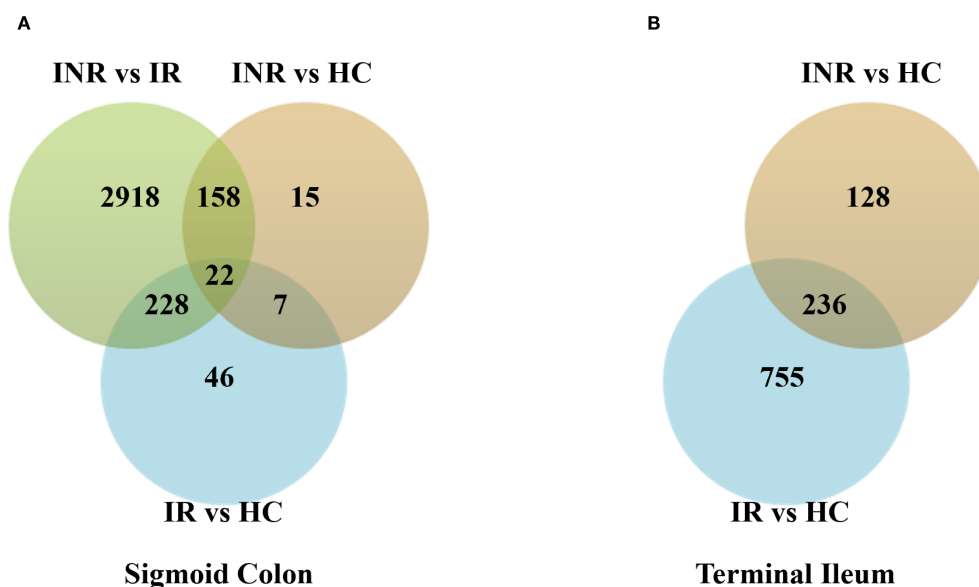 A
B
INR vs IR
INR vs HC
INR vs HC
2918
158
15
128
22
228
7
236
46
755
IR vs HC
IR vs HC
Sigmoid Colon
Terminal Ileum